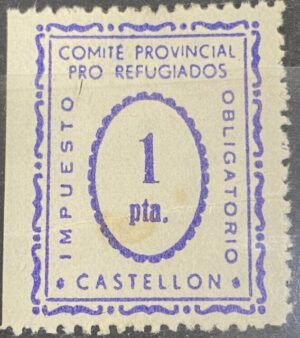 COMITÉ PROVINCIAL
PRO REFUGIADOS
IMPUESTO
OBLIGATORIO
1
pta.
* CASTELLON *